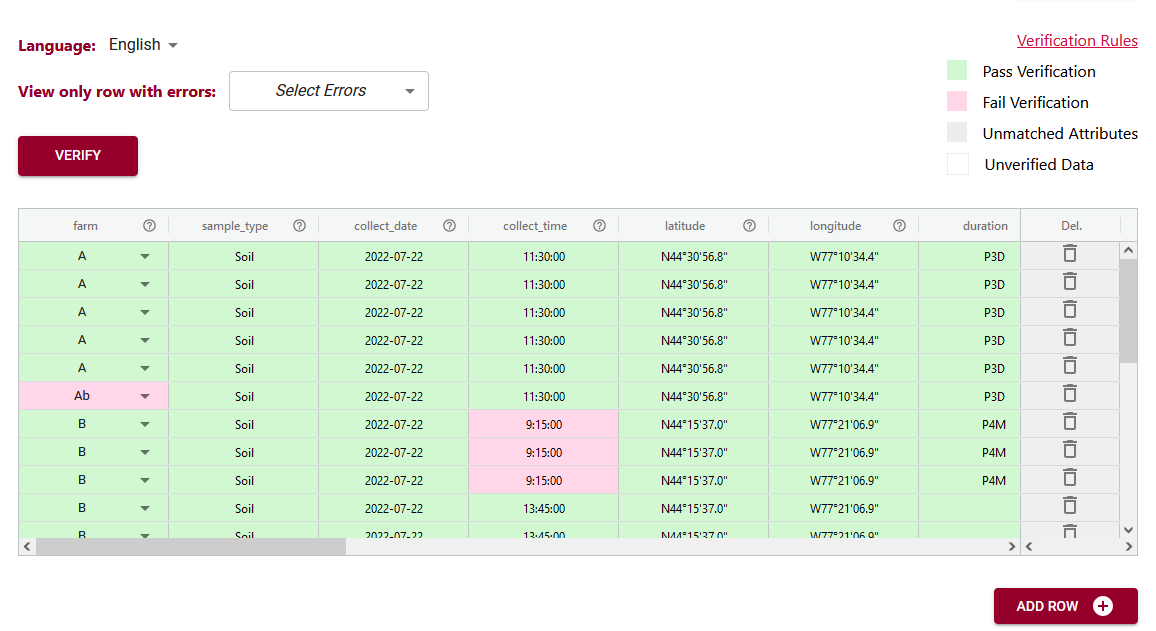 Language: English
View only row with errors: Select Errors
VERIFY
Verification Rules
Pass Verification
Fail Verification
Unmatched Attributes
Unverified Data
farm sample_type collect_date collect_time latitude longitude duration Del.
A Soil 2022-07-22 11:30:00 N44°30'56.8" W77°10'34.4" P3D
A Soil 2022-07-22 11:30:00 N44°30'56.8" W77°10'34.4" P3D
A Soil 2022-07-22 11:30:00 N44°30'56.8" W77°10'34.4" P3D
A Soil 2022-07-22 11:30:00 N44°30'56.8" W77°10'34.4" P3D
A Soil 2022-07-22 11:30:00 N44°30'56.8" W77°10'34.4" P3D
Ab Soil 2022-07-22 11:30:00 N44°30'56.8" W77°10'34.4" P3D
B Soil 2022-07-22 9:15:00 N44°15'37.0" W77°21'06.9" P4M
B Soil 2022-07-22 9:15:00 N44°15'37.0" W77°21'06.9" P4M
B Soil 2022-07-22 9:15:00 N44°15'37.0" W77°21'06.9" P4M
B Soil 2022-07-22 13:45:00 N44°15'37.0" W77°21'06.9"
B Soil 2022-07-22 13:45:00 N44°15'37.0" W77°21'06.9"
ADD ROW